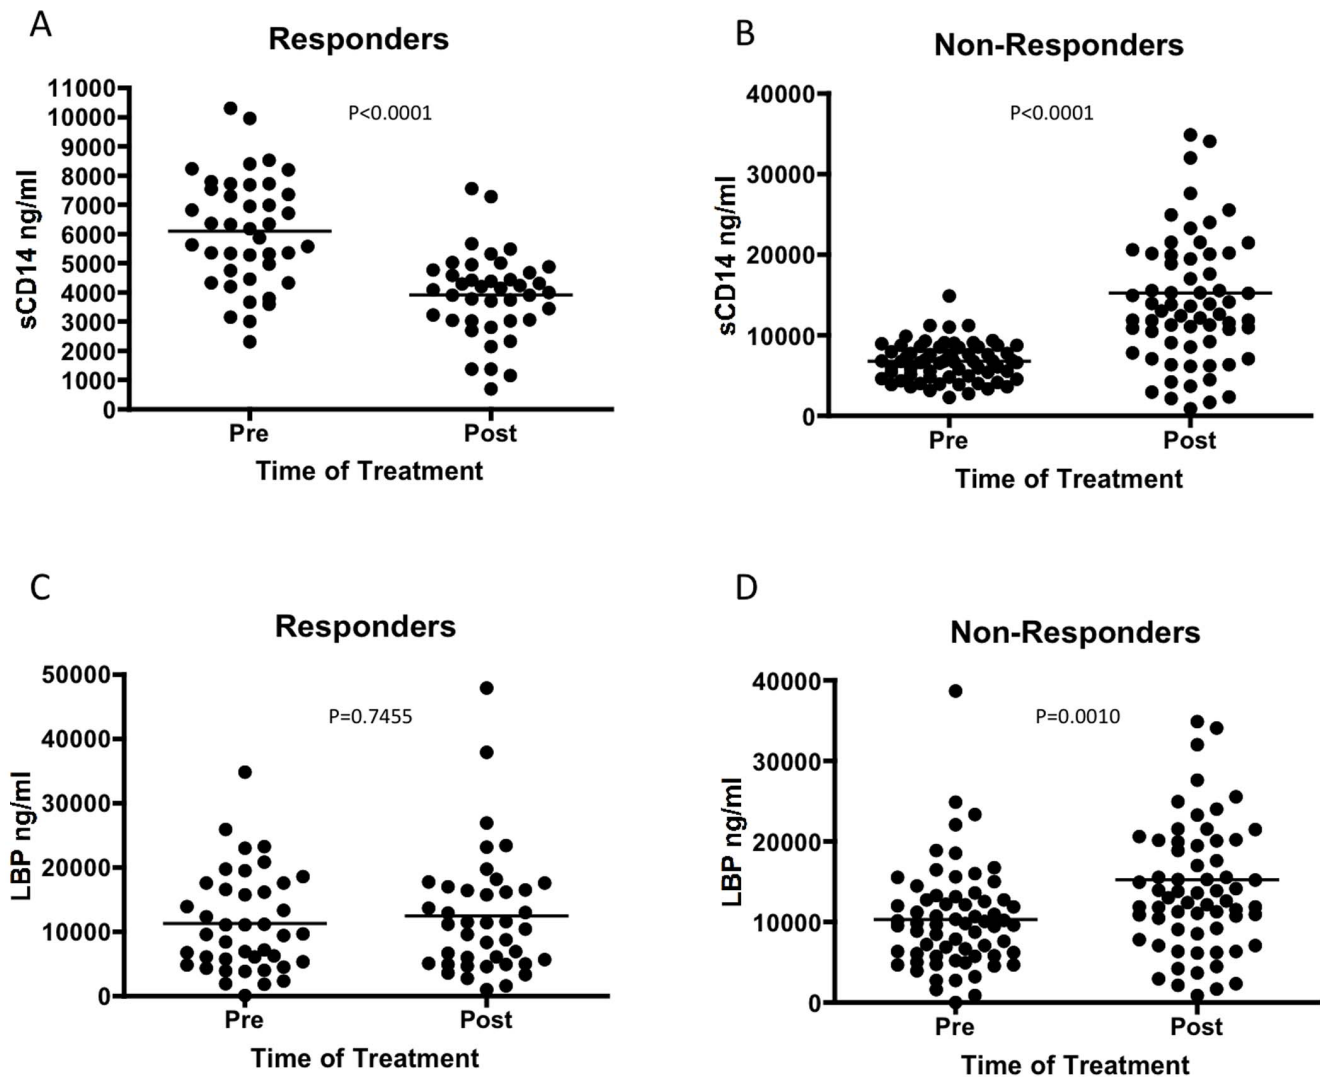 A
Responders
P<0.0001
sCD14 ng/ml
11000
10000
9000
8000
7000
6000
5000
4000
3000
2000
1000
0
Pre
Post
Time of Treatment
B
Non-Responders
P<0.0001
sCD14 ng/ml
40000
30000
20000
10000
0
Pre
Post
Time of Treatment
C
Responders
P=0.7455
LBP ng/ml
50000
40000
30000
20000
10000
0
Pre
Post
Time of Treatment
D
Non-Responders
P=0.0010
LBP ng/ml
40000
30000
20000
10000
0
Pre
Post
Time of Treatment